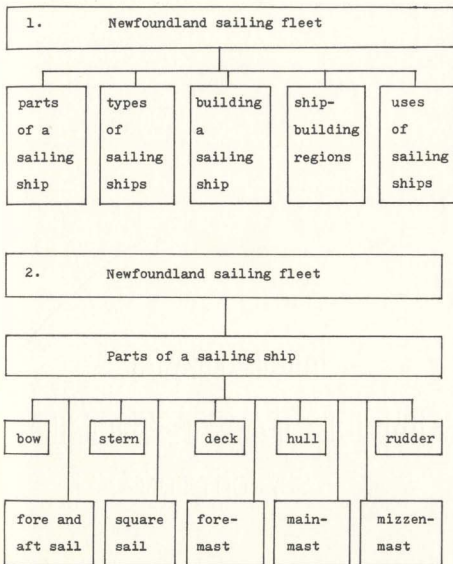 1. Newfoundland sailing fleet
parts
of a
sailing
ship
types
of
sailing
ships
building
a
sailing
ship
ship-
building
regions
uses
of
sailing
ships
2. Newfoundland sailing fleet
Parts of a sailing ship
bow
stern
deck
hull
rudder
fore and
aft sail
square
sail
fore-
mast
main-
mast
mizzen-
mast